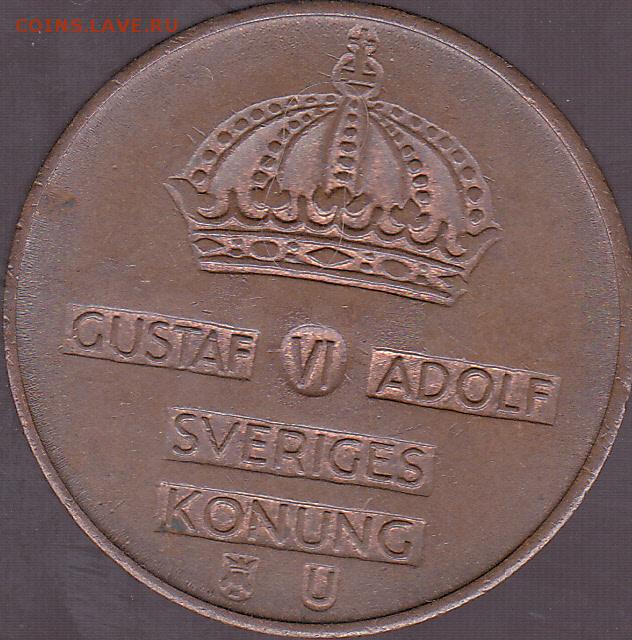 COINS.LAVE.RU
GUSTAF VI ADOLF
SVERIGES
KONUNG
U